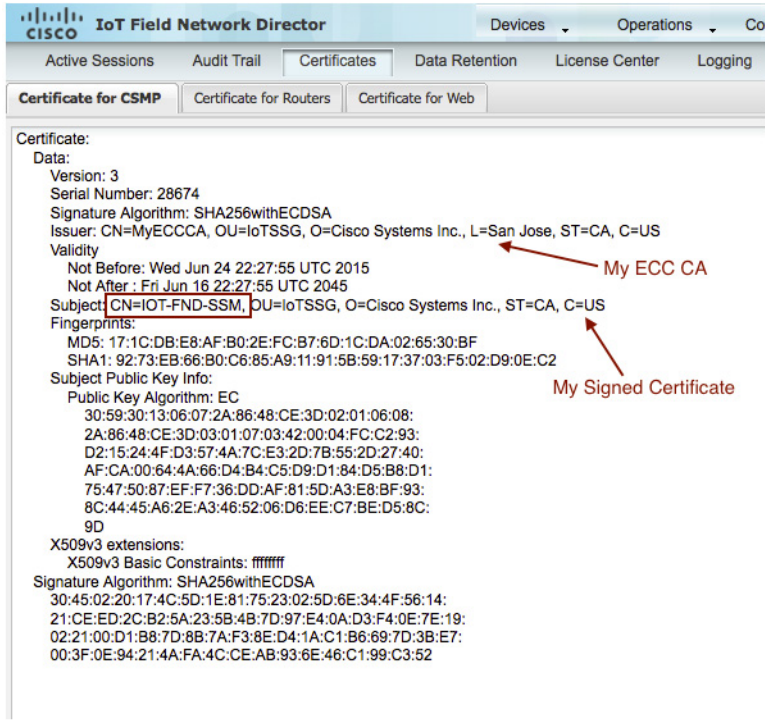 CISCO IoT Field Network Director
Devices Operations Co
Active Sessions Audit Trail Certificates Data Retention License Center Logging
Certificate for CSMP Certificate for Routers Certificate for Web
Certificate:
Data:
Version: 3
Serial Number: 28674
Signature Algorithm: SHA256withECDSA
Issuer: CN=MyECCCA, OU=IoTSSG, O=Cisco Systems Inc., L=San Jose, ST=CA, C=US
Validity
Not Before: Wed Jun 24 22:27:55 UTC 2015
My ECC CA
Not After : Fri Jun 16 22:27:55 UTC 2045
Subject: CN=IOT-FND-SSM, OU=IoTSSG, O=Cisco Systems Inc., ST=CA, C=US
Fingerprints:
MD5: 17:1C:DB:E8:AF:B0:2E:FC:B7:6D:1C:DA:02:65:30:BF
SHA1: 92:73:EB:66:B0:C6:85:A9:11:91:5B:59:17:37:03:F5:02:D9:0E:C2
Subject Public Key Info:
My Signed Certificate
Public Key Algorithm: EC
30:59:30:13:06:07:2A:86:48:CE:3D:02:01:06:08:
2A:86:48:CE:3D:03:01:07:03:42:00:04:FC:C2:93:
D2:15:24:4F:D3:57:4A:7C:E3:2D:7B:55:2D:27:40:
AF:CA:00:64:4A:66:D4:B4:C5:D9:D1:84:D5:B8:D1:
75:47:50:87:EF:F7:36:DD:AF:81:5D:A3:E8:BF:93:
8C:44:45:A6:2E:A3:46:52:06:D6:EE:C7:BE:D5:8C:
9D
X509v3 extensions:
X509v3 Basic Constraints: ffffffff
Signature Algorithm: SHA256withECDSA
30:45:02:20:17:4C:5D:1E:81:75:23:02:5D:6E:34:4F:56:14:
21:CE:ED:2C:B2:5A:23:5B:4B:7D:97:E4:0A:D3:F4:0E:7E:19:
02:21:00:D1:B8:7D:8B:7A:F3:8E:D4:1A:C1:B6:69:7D:3B:E7:
00:3F:0E:94:21:4A:FA:4C:CE:AB:93:6E:46:C1:99:C3:52